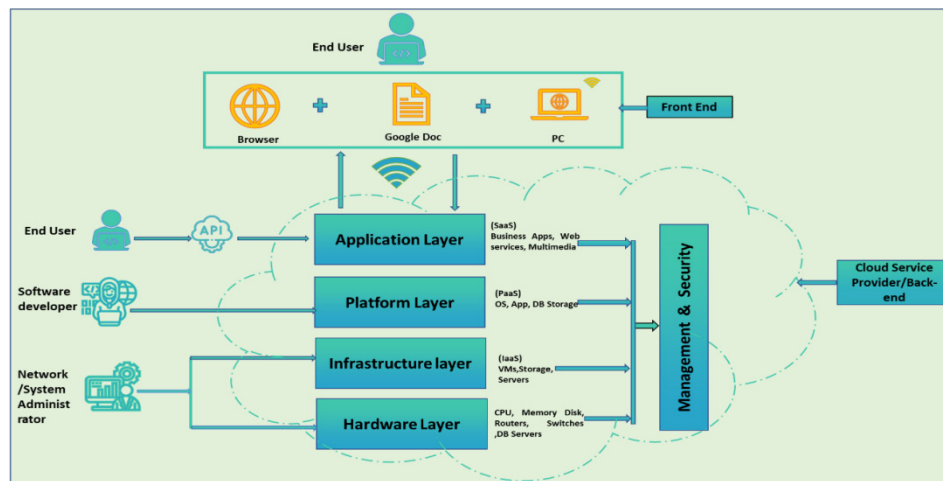 End User
Browser
Google Doc
PC
Front End
End User
API
Application Layer
(SaaS)
Business Apps, Web
services, Multimedia
Software
developer
Platform Layer
(PaaS)
OS, App, DB Storage
Network
/System
Administ
rator
Infrastructure layer
(IaaS)
VMs,Storage,
Servers
Hardware Layer
CPU, Memory Disk,
Routers, Switches
,DB Servers
Management & Security
Cloud Service
Provider/Back-
end